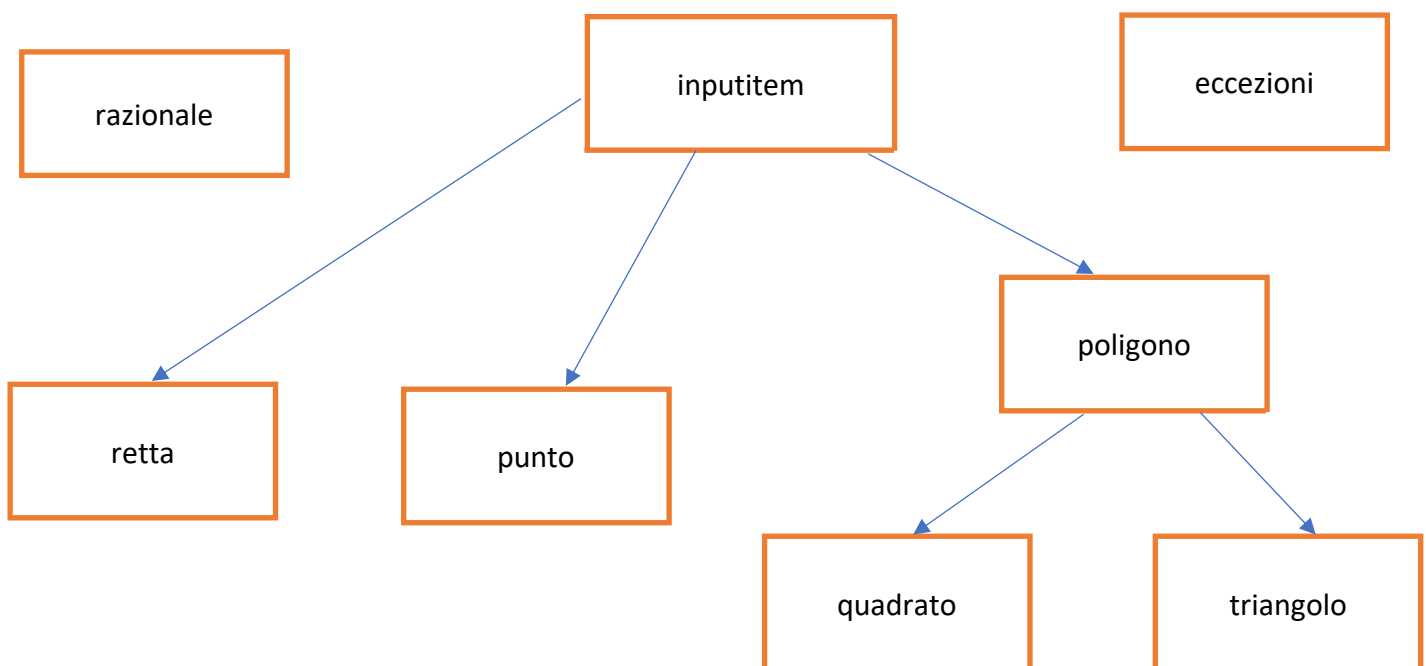 razionale
inputitem
eccezioni
poligono
retta
punto
quadrato
triangolo